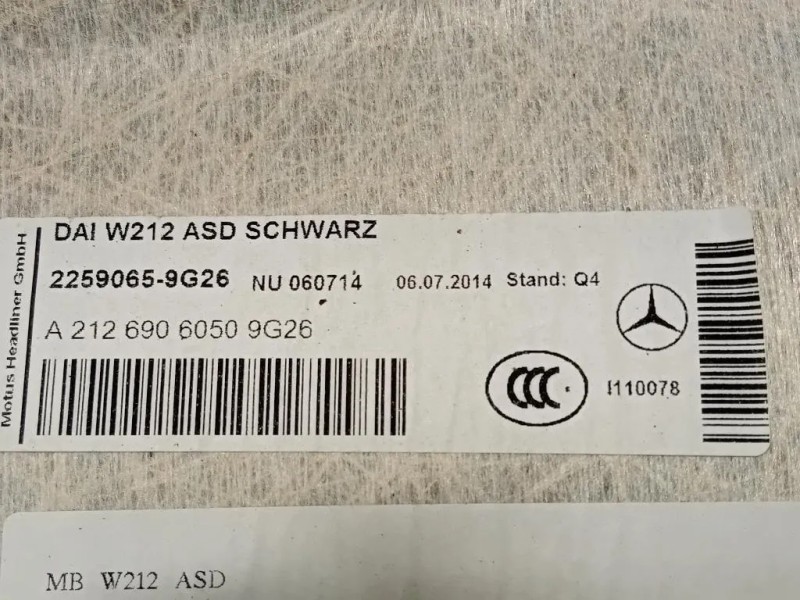 DAI W212 ASD SCHWARZ
2259065-9G26 NU 060714 06.07.2014 Stand: Q4
A 212 690 6050 9G26
Motus Headliner GmbH
CCC
I110078
MB W212 ASD